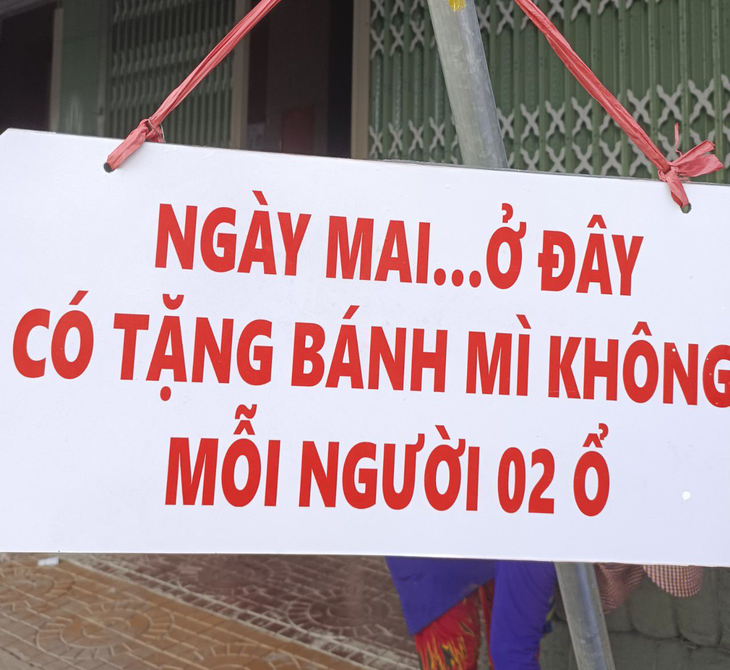 NGÀY MAI...Ở ĐÂY
CÓ TẶNG BÁNH MÌ KHÔNG
MỖI NGƯỜI 02 Ổ